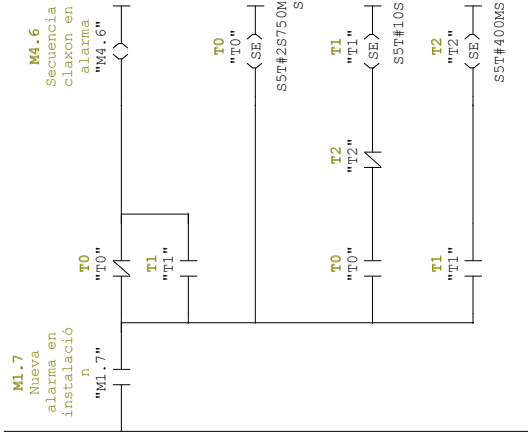 M1.7
Nueva
alarma en
instalació
n
"M1.7"
T0
"T0"
T1
"T1"
M4.6
Secuencia
claxon en
alarma
"M4.6"
T0
"T0"
SE
S5T#2S750M
S
T0
"T0"
T2
"T2"
T1
"T1"
SE
S5T#10S
T1
"T1"
T2
"T2"
SE
S5T#400MS